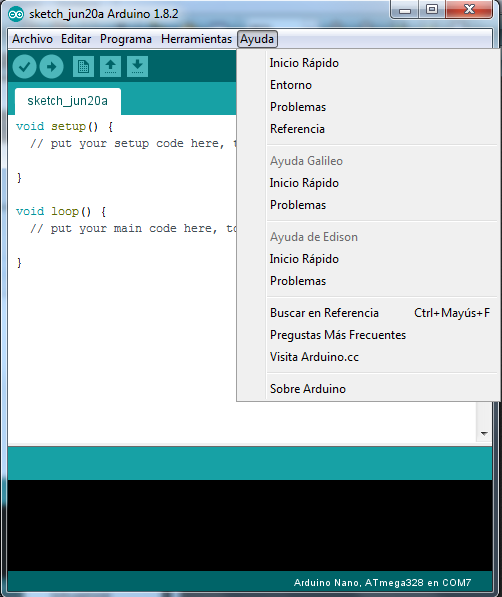 sketch_jun20a Arduino 1.8.2
Archivo Editar Programa Herramientas Ayuda
sketch_jun20a
void setup() {
// put your setup code here, t
}
void loop() {
// put your main code here, to
}
Inicio Rápido
Entorno
Problemas
Referencia
Ayuda Galileo
Inicio Rápido
Problemas
Ayuda de Edison
Inicio Rápido
Problemas
Buscar en Referencia Ctrl+Mayús+F
Pregustas Más Frecuentes
Visita Arduino.cc
Sobre Arduino
Arduino Nano, ATmega328 en COM7